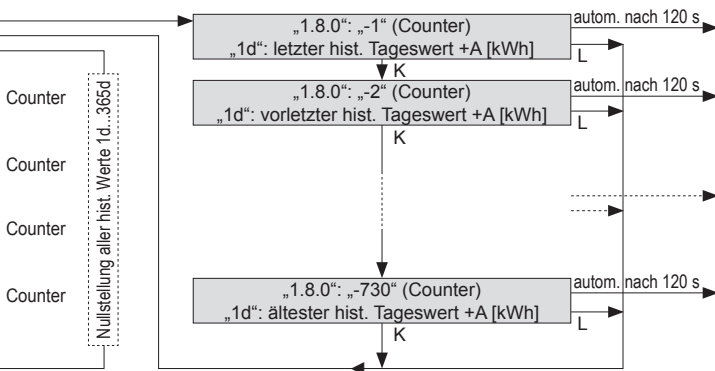 „1.8.0“: „-1“ (Counter)
„1d“: letzter hist. Tageswert +A [kWh]
autom. nach 120 s
L
K
„1.8.0“: „-2“ (Counter)
„1d“: vorletzter hist. Tageswert +A [kWh]
autom. nach 120 s
L
K
Counter
Counter
Counter
Counter
Nullstellung aller hist. Werte 1d...365d
„1.8.0“: „-730“ (Counter)
„1d“: ältester hist. Tageswert +A [kWh]
autom. nach 120 s
L
K